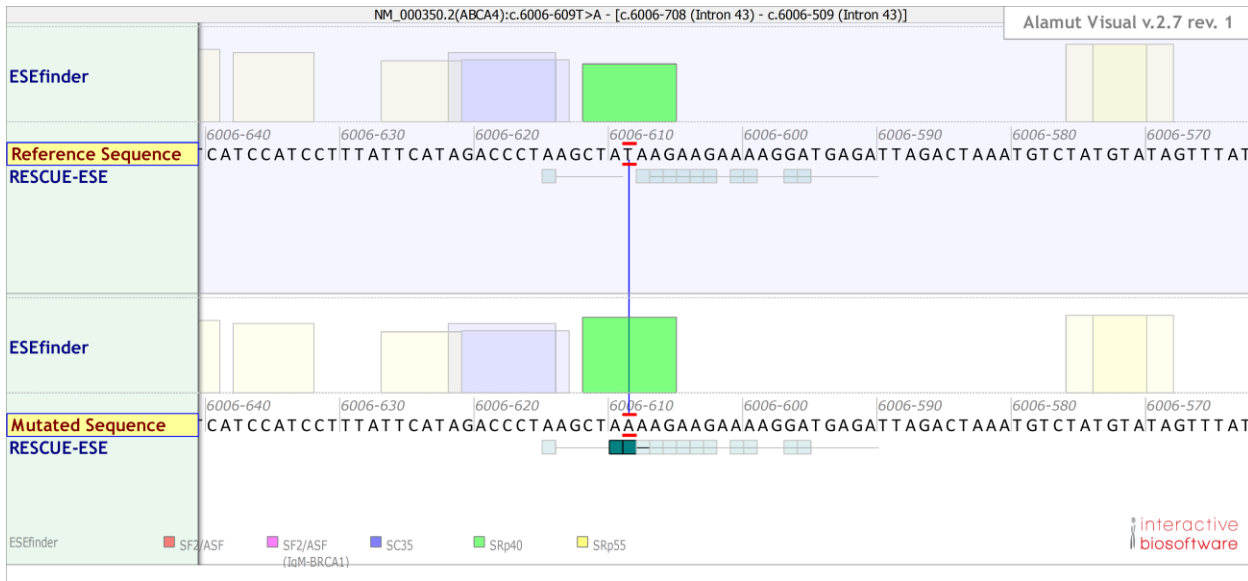 NM_000350.2(ABCA4):c.6006-609T>A - [c.6006-708 (Intron 43) - c.6006-509 (Intron 43)]
Alamut Visual v.2.7 rev. 1
ESEfinder
6006-640 6006-630 6006-620 6006-610 6006-600 6006-590 6006-580 6006-570
Reference Sequence CATCCATCCTTTATTCATAGACCCTAAGCTATAAGAAGAAAAGGATGAGATTAGACTAAATGTCTATGTATAGTTTAT
RESCUE-ESE
ESEfinder
6006-640 6006-630 6006-620 6006-610 6006-600 6006-590 6006-580 6006-570
Mutated Sequence CATCCATCCTTTATTCATAGACCCTAAGCTAAAAGAAGAAAAGGATGAGATTAGACTAAATGTCTATGTATAGTTTAT
RESCUE-ESE
ESEfinder SF2/ASF SF2/ASF SC35 SRp40 SRp55
(IgM-BRCA1)
interactive
biosoftware